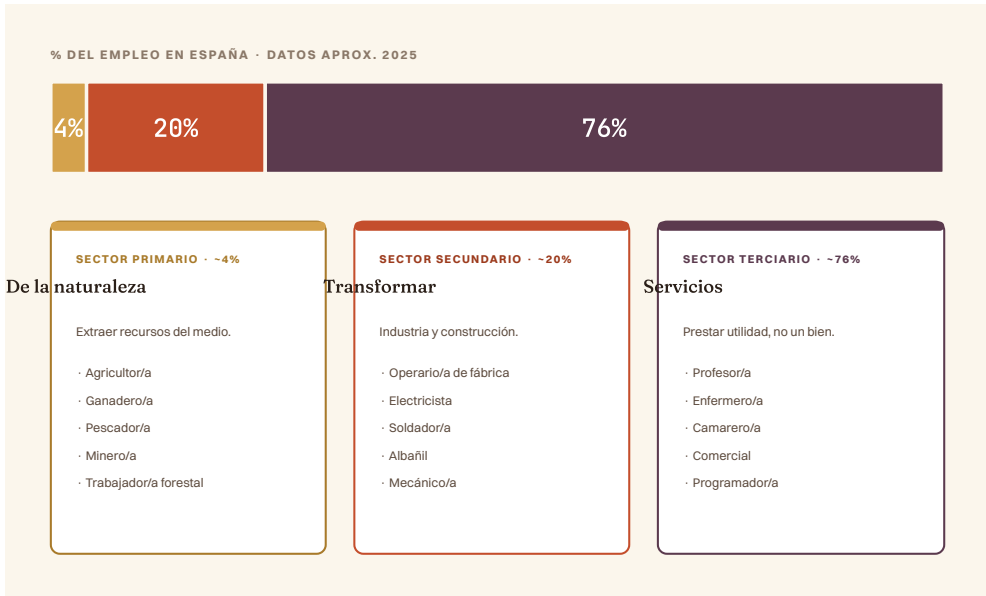 % DEL EMPLEO EN ESPAÑA · DATOS APROX. 2025
4%
20%
76%
SECTOR PRIMARIO · ~4%
De la naturaleza
Extraer recursos del medio.
· Agricultor/a
· Ganadero/a
· Pescador/a
· Minero/a
· Trabajador/a forestal
SECTOR SECUNDARIO · ~20%
Transformar
Industria y construcción.
· Operario/a de fábrica
· Electricista
· Soldador/a
· Albañil
· Mecánico/a
SECTOR TERCIARIO · ~76%
Servicios
Prestar utilidad, no un bien.
· Profesor/a
· Enfermero/a
· Camarero/a
· Comercial
· Programador/a